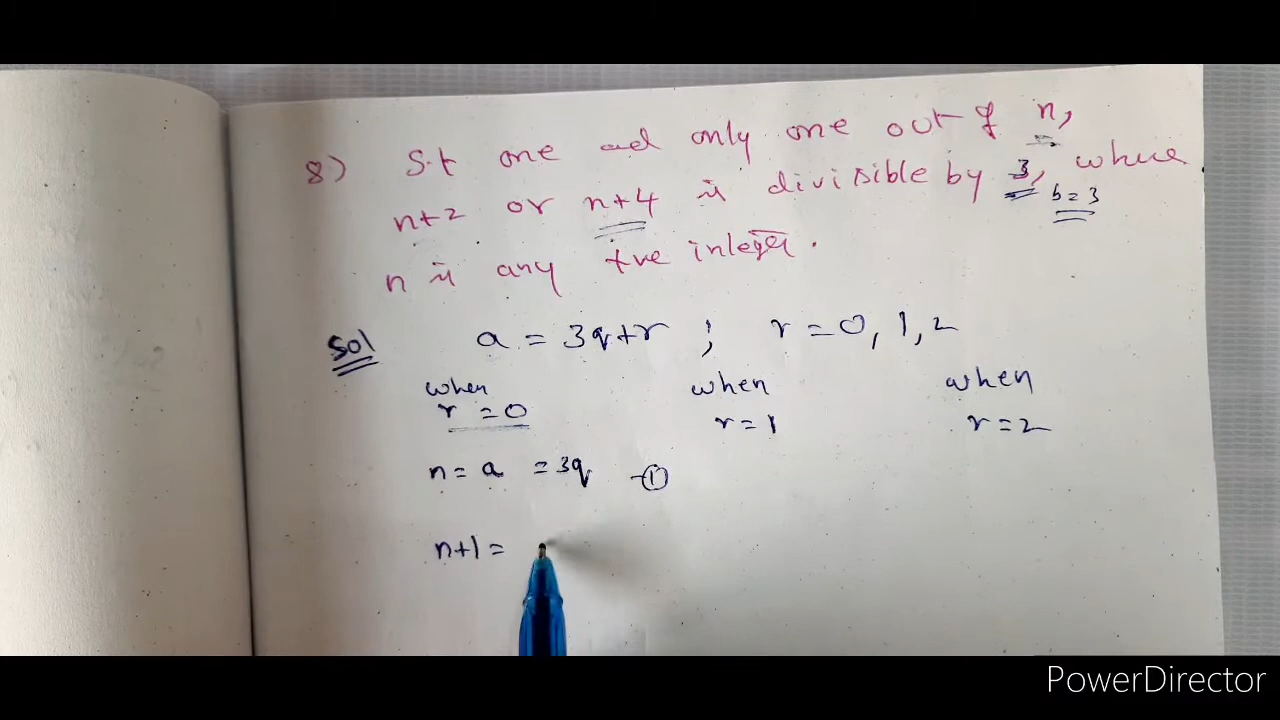 8) S.t one and only one out of n,
n+2 or n+4 is divisible by 3, where
b=3
n is any +ve integer.
Sol a = 3q+r ; r=0,1,2
when when when
r=0 r=1 r=2
n= a =3q -①
n+1=
PowerDirector